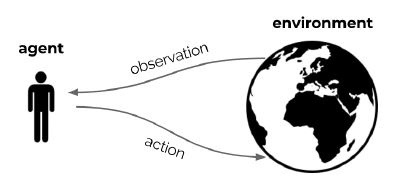 environment
agent
observation
action